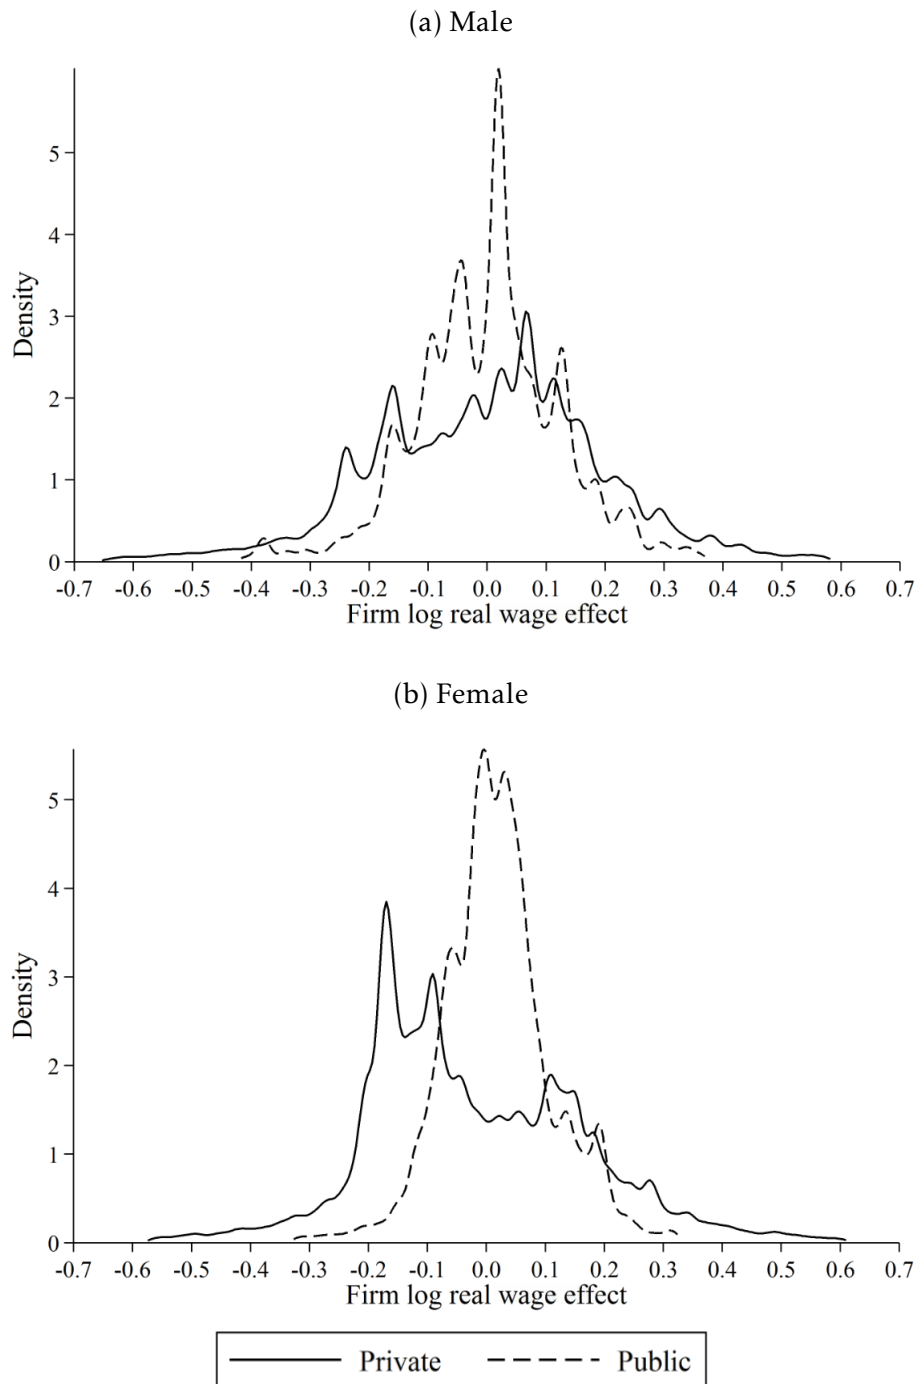 (a) Male
5
4
3
2
1
0
Density
-0.7 -0.6 -0.5 -0.4 -0.3 -0.2 -0.1 0.0 0.1 0.2 0.3 0.4 0.5 0.6 0.7
Firm log real wage effect
(b) Female
5
4
3
2
1
0
Density
-0.7 -0.6 -0.5 -0.4 -0.3 -0.2 -0.1 0.0 0.1 0.2 0.3 0.4 0.5 0.6 0.7
Firm log real wage effect
Private Public